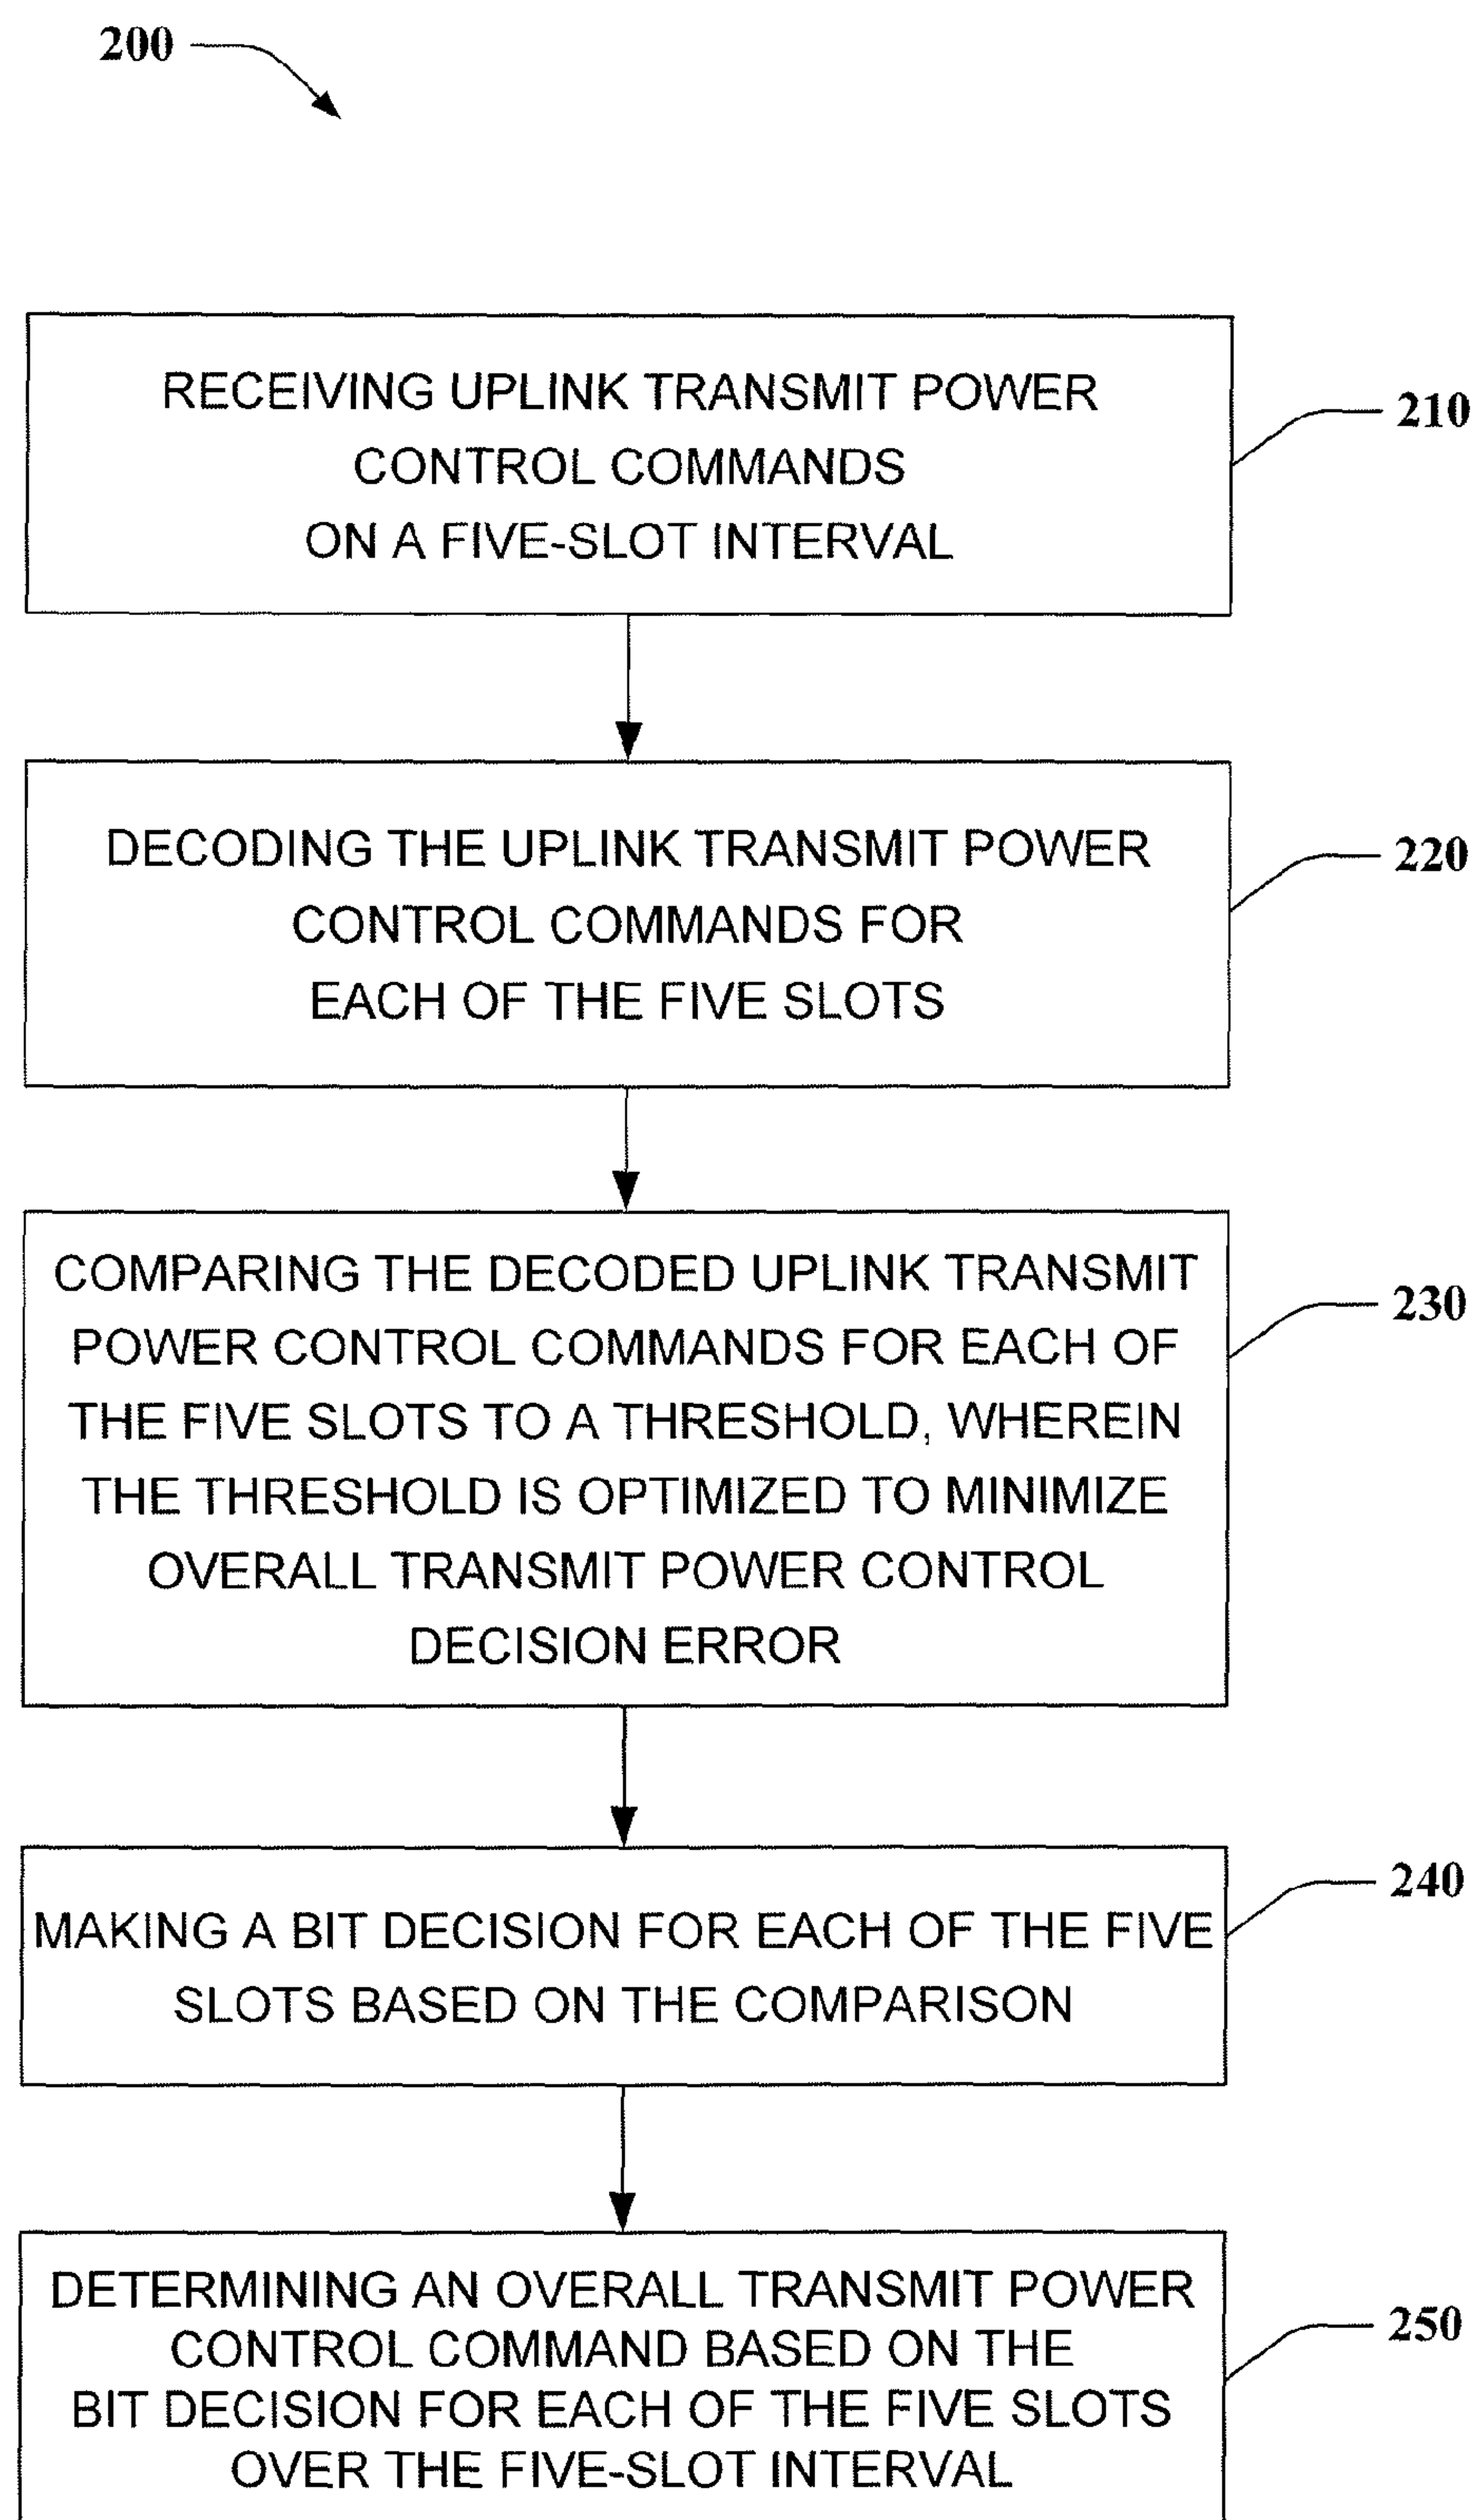 200
RECEIVING UPLINK TRANSMIT POWER
CONTROL COMMANDS
ON A FIVE-SLOT INTERVAL
210
DECODING THE UPLINK TRANSMIT POWER
CONTROL COMMANDS FOR
EACH OF THE FIVE SLOTS
220
COMPARING THE DECODED UPLINK TRANSMIT
POWER CONTROL COMMANDS FOR EACH OF
THE FIVE SLOTS TO A THRESHOLD, WHEREIN
THE THRESHOLD IS OPTIMIZED TO MINIMIZE
OVERALL TRANSMIT POWER CONTROL
DECISION ERROR
230
MAKING A BIT DECISION FOR EACH OF THE FIVE
SLOTS BASED ON THE COMPARISON
240
DETERMINING AN OVERALL TRANSMIT POWER
CONTROL COMMAND BASED ON THE
BIT DECISION FOR EACH OF THE FIVE SLOTS
OVER THE FIVE-SLOT INTERVAL
250